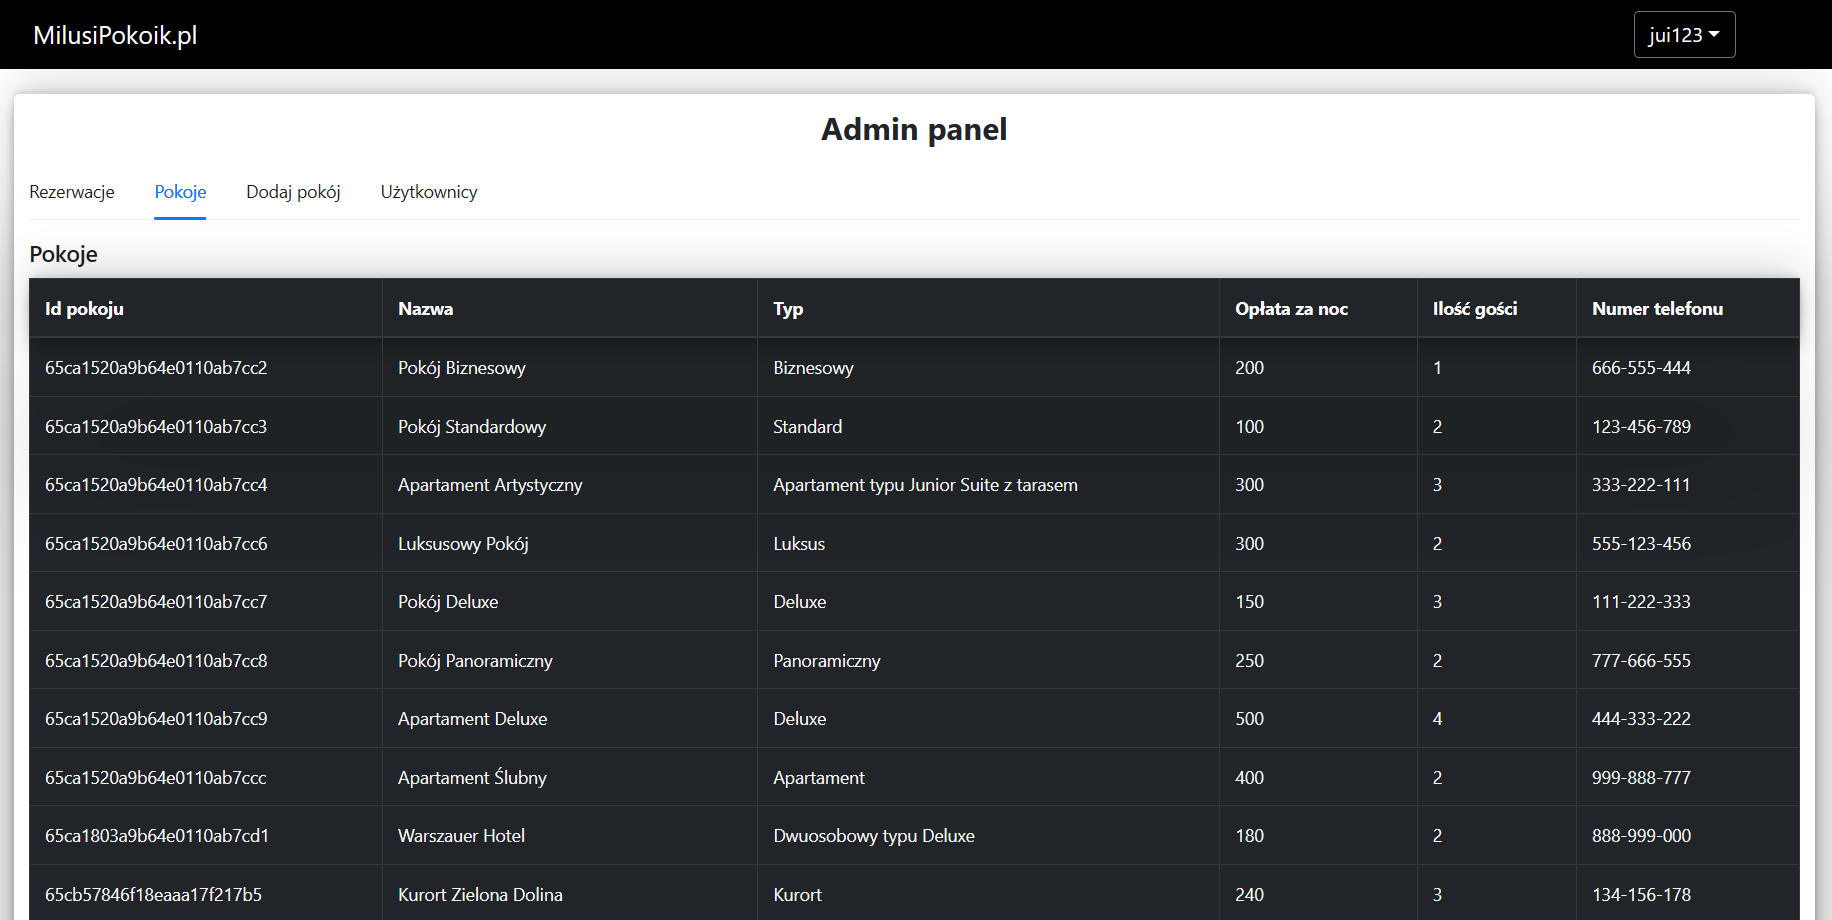 MilusiPokoik.pl jui123
Admin panel
Rezerwacje Pokoje Dodaj pokój Użytkownicy
Pokoje
Id pokoju Nazwa Typ Opłata za noc Ilość gości Numer telefonu
65ca1520a9b64e0110ab7cc2 Pokój Biznesowy Biznesowy 200 1 666-555-444
65ca1520a9b64e0110ab7cc3 Pokój Standardowy Standard 100 2 123-456-789
65ca1520a9b64e0110ab7cc4 Apartament Artystyczny Apartament typu Junior Suite z tarasem 300 3 333-222-111
65ca1520a9b64e0110ab7cc6 Luksusowy Pokój Luksus 300 2 555-123-456
65ca1520a9b64e0110ab7cc7 Pokój Deluxe Deluxe 150 3 111-222-333
65ca1520a9b64e0110ab7cc8 Pokój Panoramiczny Panoramiczny 250 2 777-666-555
65ca1520a9b64e0110ab7cc9 Apartament Deluxe Deluxe 500 4 444-333-222
65ca1520a9b64e0110ab7ccc Apartament Ślubny Apartament 400 2 999-888-777
65ca1803a9b64e0110ab7cd1 Warszauer Hotel Dwuosobowy typu Deluxe 180 2 888-999-000
65cb57846f18eaaa17f217b5 Kurort Zielona Dolina Kurort 240 3 134-156-178